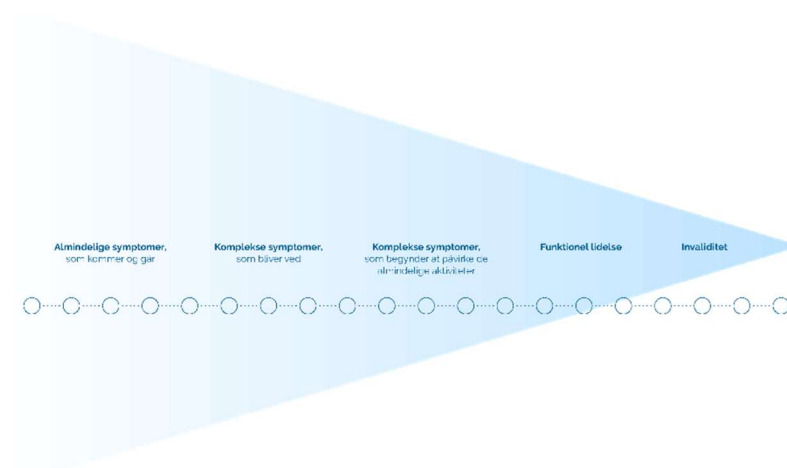 Almindelige symptomer,
som kommer og går
Komplekse symptomer,
som bliver ved
Komplekse symptomer,
som begynder at påvirke de
almindelige aktiviteter
Funktionel lidelse
Invaliditet